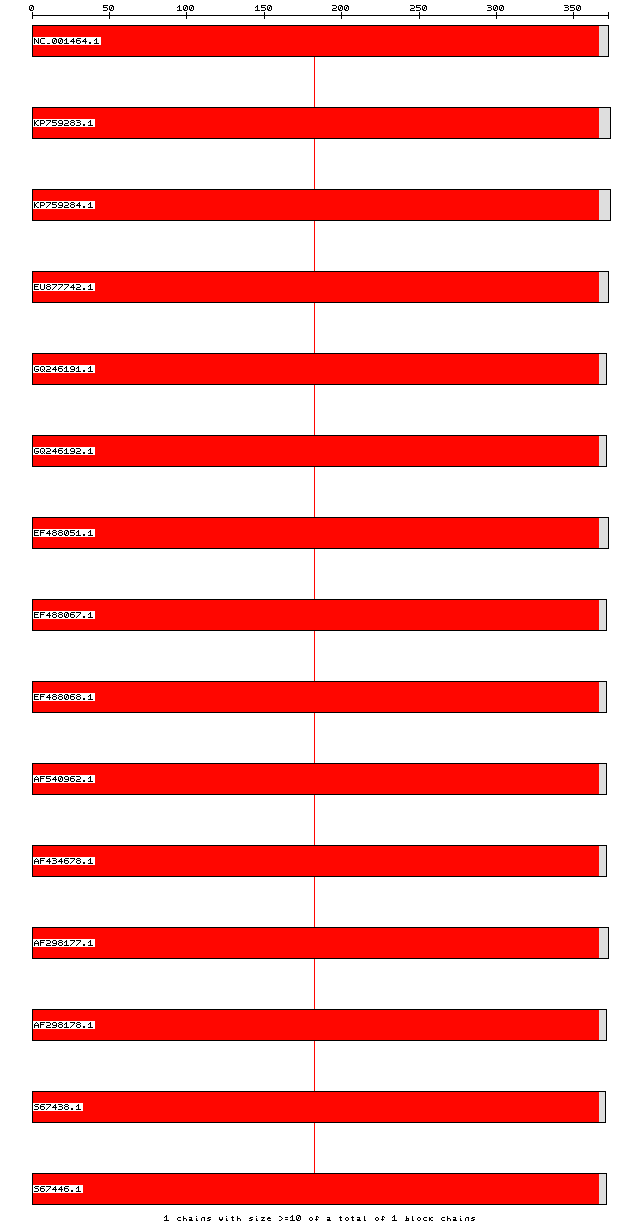 0 50 100 150 200 250 300 350
NC_001464.1
KP759283.1
KP759284.1
EU877742.1
GQ246191.1
GQ246192.1
EF488051.1
EF488067.1
EF488068.1
AF540962.1
AF434678.1
AF298177.1
AF298178.1
S67438.1
S67446.1
1 chains with size >=10 of a total of 1 block chains